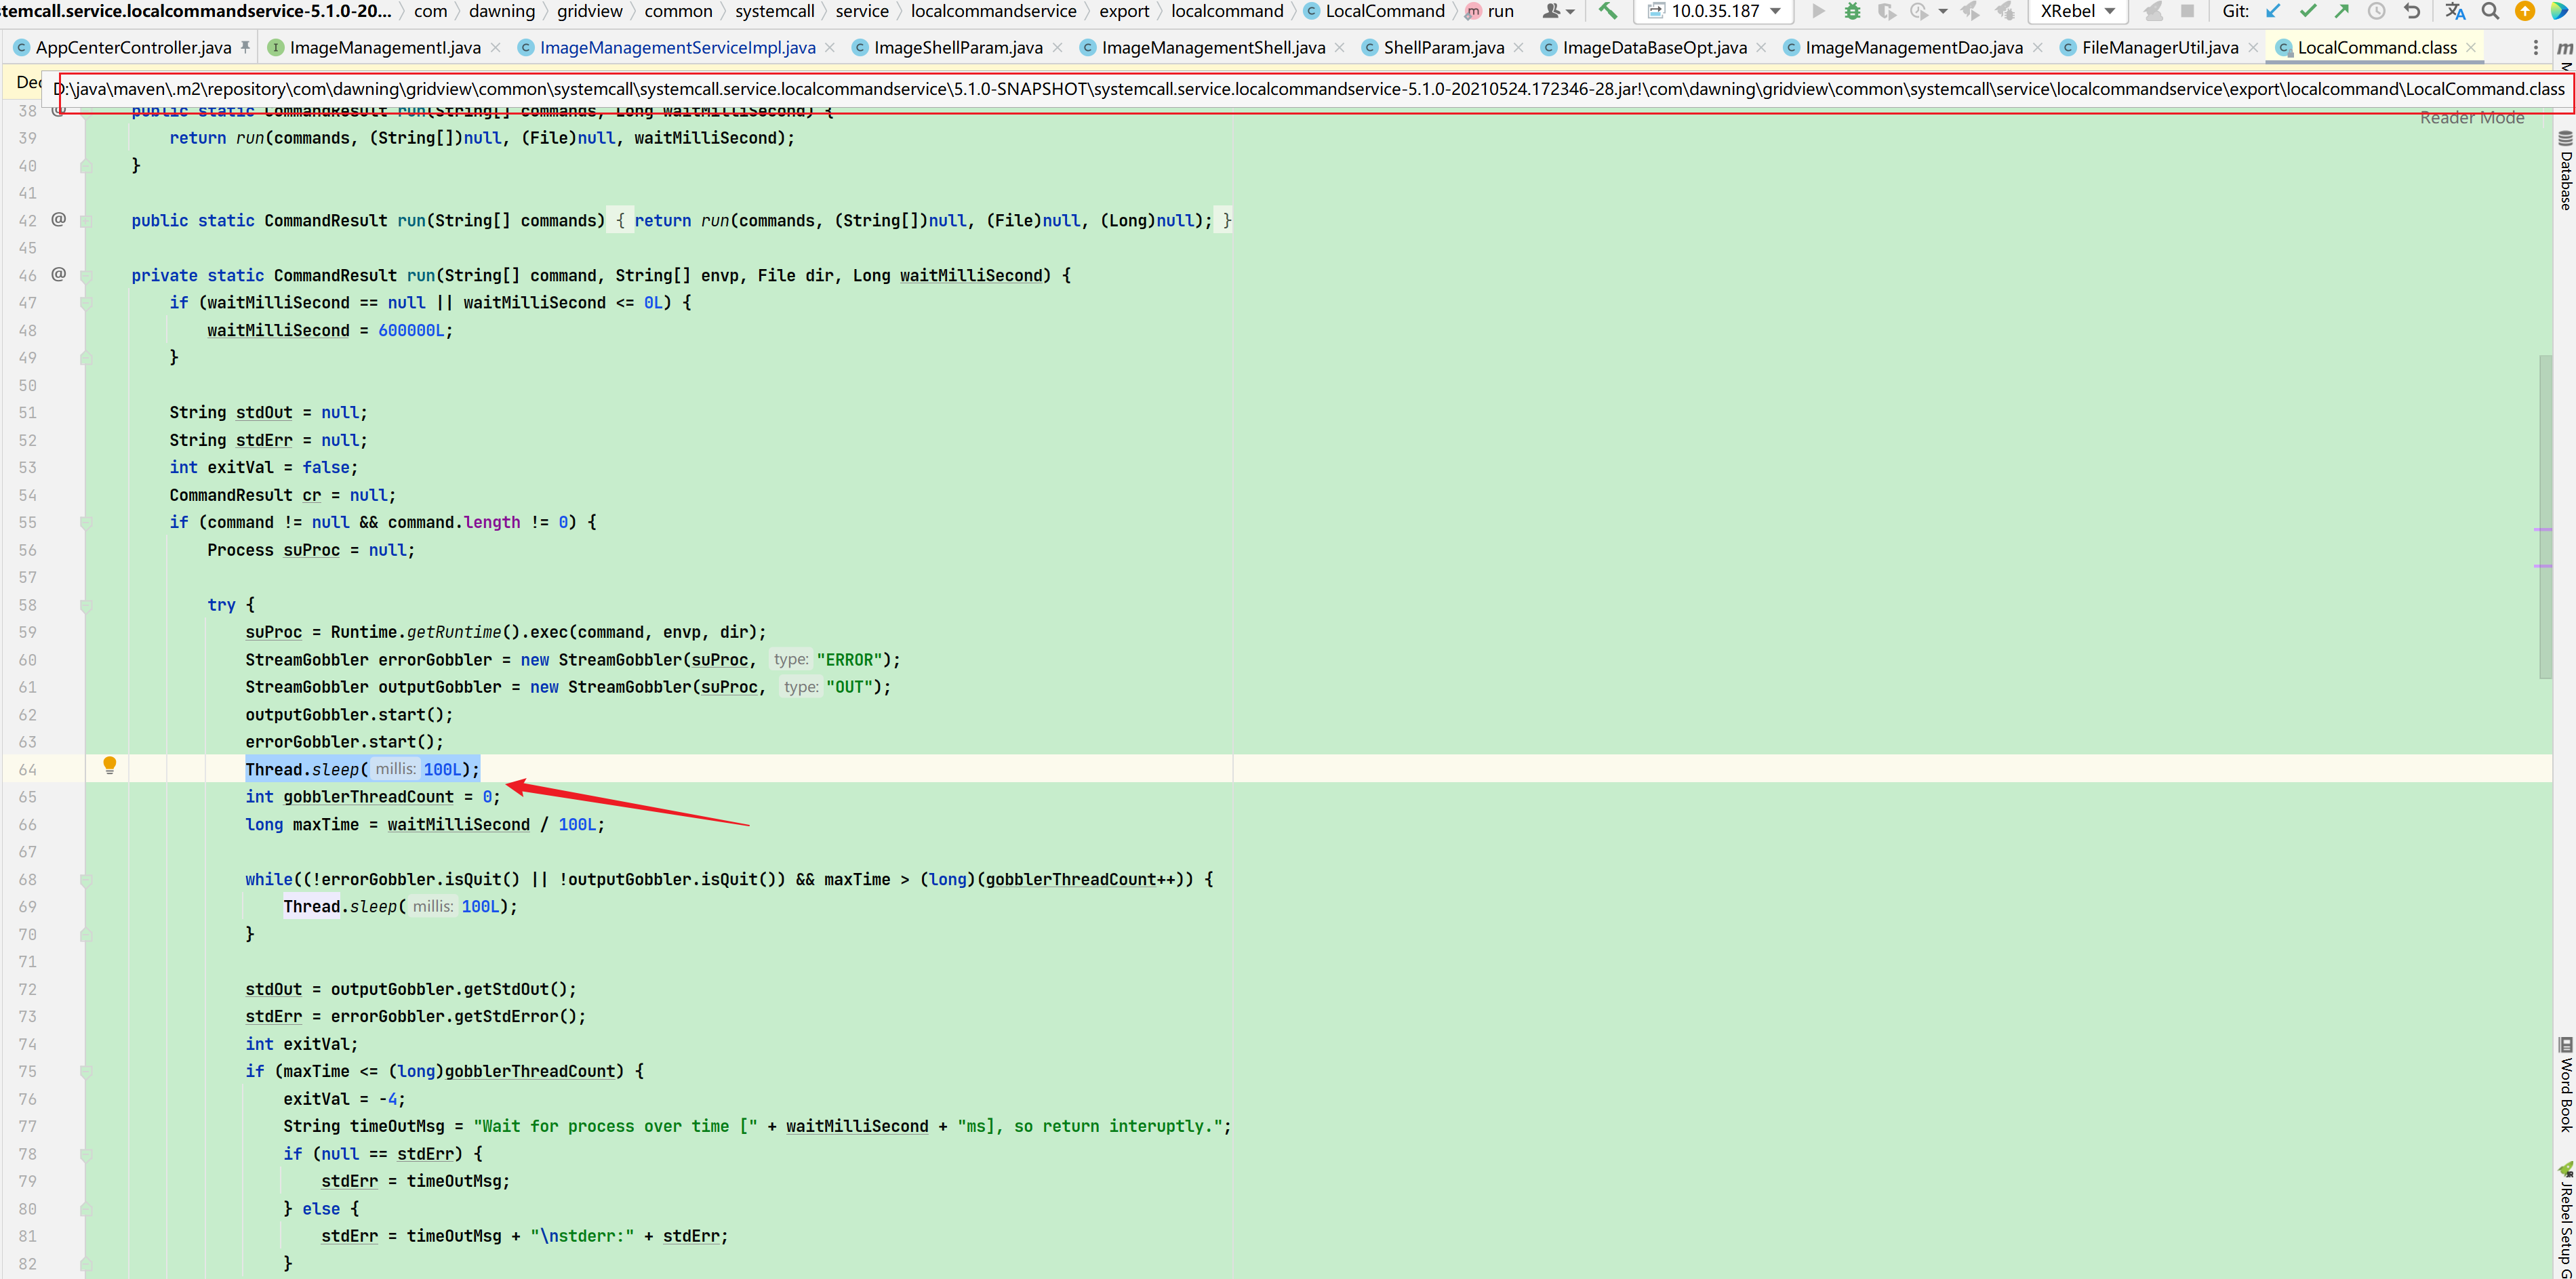 stemcall.service.localcommandservice-5.1.0-20... com dawning gridview common systemcall service localcommandservice export localcommand LocalCommand run 10.0.35.187 XRebel Git:
AppCenterController.java ImageManagementI.java ImageManagementServiceImpl.java ImageShellParam.java ImageManagementShell.java ShellParam.java ImageDataBaseOpt.java ImageManagementDao.java FileManagerUtil.java LocalCommand.class
Dec
D:\java\maven\.m2\repository\com\dawning\gridview\common\systemcall\systemcall.service.localcommandservice\5.1.0-SNAPSHOT\systemcall.service.localcommandservice-5.1.0-20210524.172346-28.jar!\com\dawning\gridview\common\systemcall\service\localcommandservice\export\localcommand\LocalCommand.class
Reader Mode
38 @ public static CommandResult run(String[] commands, Long waitMilliSecond) {
39 return run(commands, (String[])null, (File)null, waitMilliSecond);
40 }
41
42 @ public static CommandResult run(String[] commands) { return run(commands, (String[])null, (File)null, (Long)null); }
45
46 @ private static CommandResult run(String[] command, String[] envp, File dir, Long waitMilliSecond) {
47 if (waitMilliSecond == null || waitMilliSecond <= 0L) {
48 waitMilliSecond = 600000L;
49 }
50
51 String stdOut = null;
52 String stdErr = null;
53 int exitVal = false;
54 CommandResult cr = null;
55 if (command != null && command.length != 0) {
56 Process suProc = null;
57
58 try {
59 suProc = Runtime.getRuntime().exec(command, envp, dir);
60 StreamGobbler errorGobbler = new StreamGobbler(suProc, type: "ERROR");
61 StreamGobbler outputGobbler = new StreamGobbler(suProc, type: "OUT");
62 outputGobbler.start();
63 errorGobbler.start();
64 Thread.sleep( millis: 100L);
65 int gobblerThreadCount = 0;
66 long maxTime = waitMilliSecond / 100L;
67
68 while((!errorGobbler.isQuit() || !outputGobbler.isQuit()) && maxTime > (long)(gobblerThreadCount++)) {
69 Thread.sleep( millis: 100L);
70 }
71
72 stdOut = outputGobbler.getStdOut();
73 stdErr = errorGobbler.getStdError();
74 int exitVal;
75 if (maxTime <= (long)gobblerThreadCount) {
76 exitVal = -4;
77 String timeOutMsg = "Wait for process over time [" + waitMilliSecond + "ms], so return interuptly.";
78 if (null == stdErr) {
79 stdErr = timeOutMsg;
80 } else {
81 stdErr = timeOutMsg + "\nstderr:" + stdErr;
82 }
Database
Word Book
JRebel Setup G